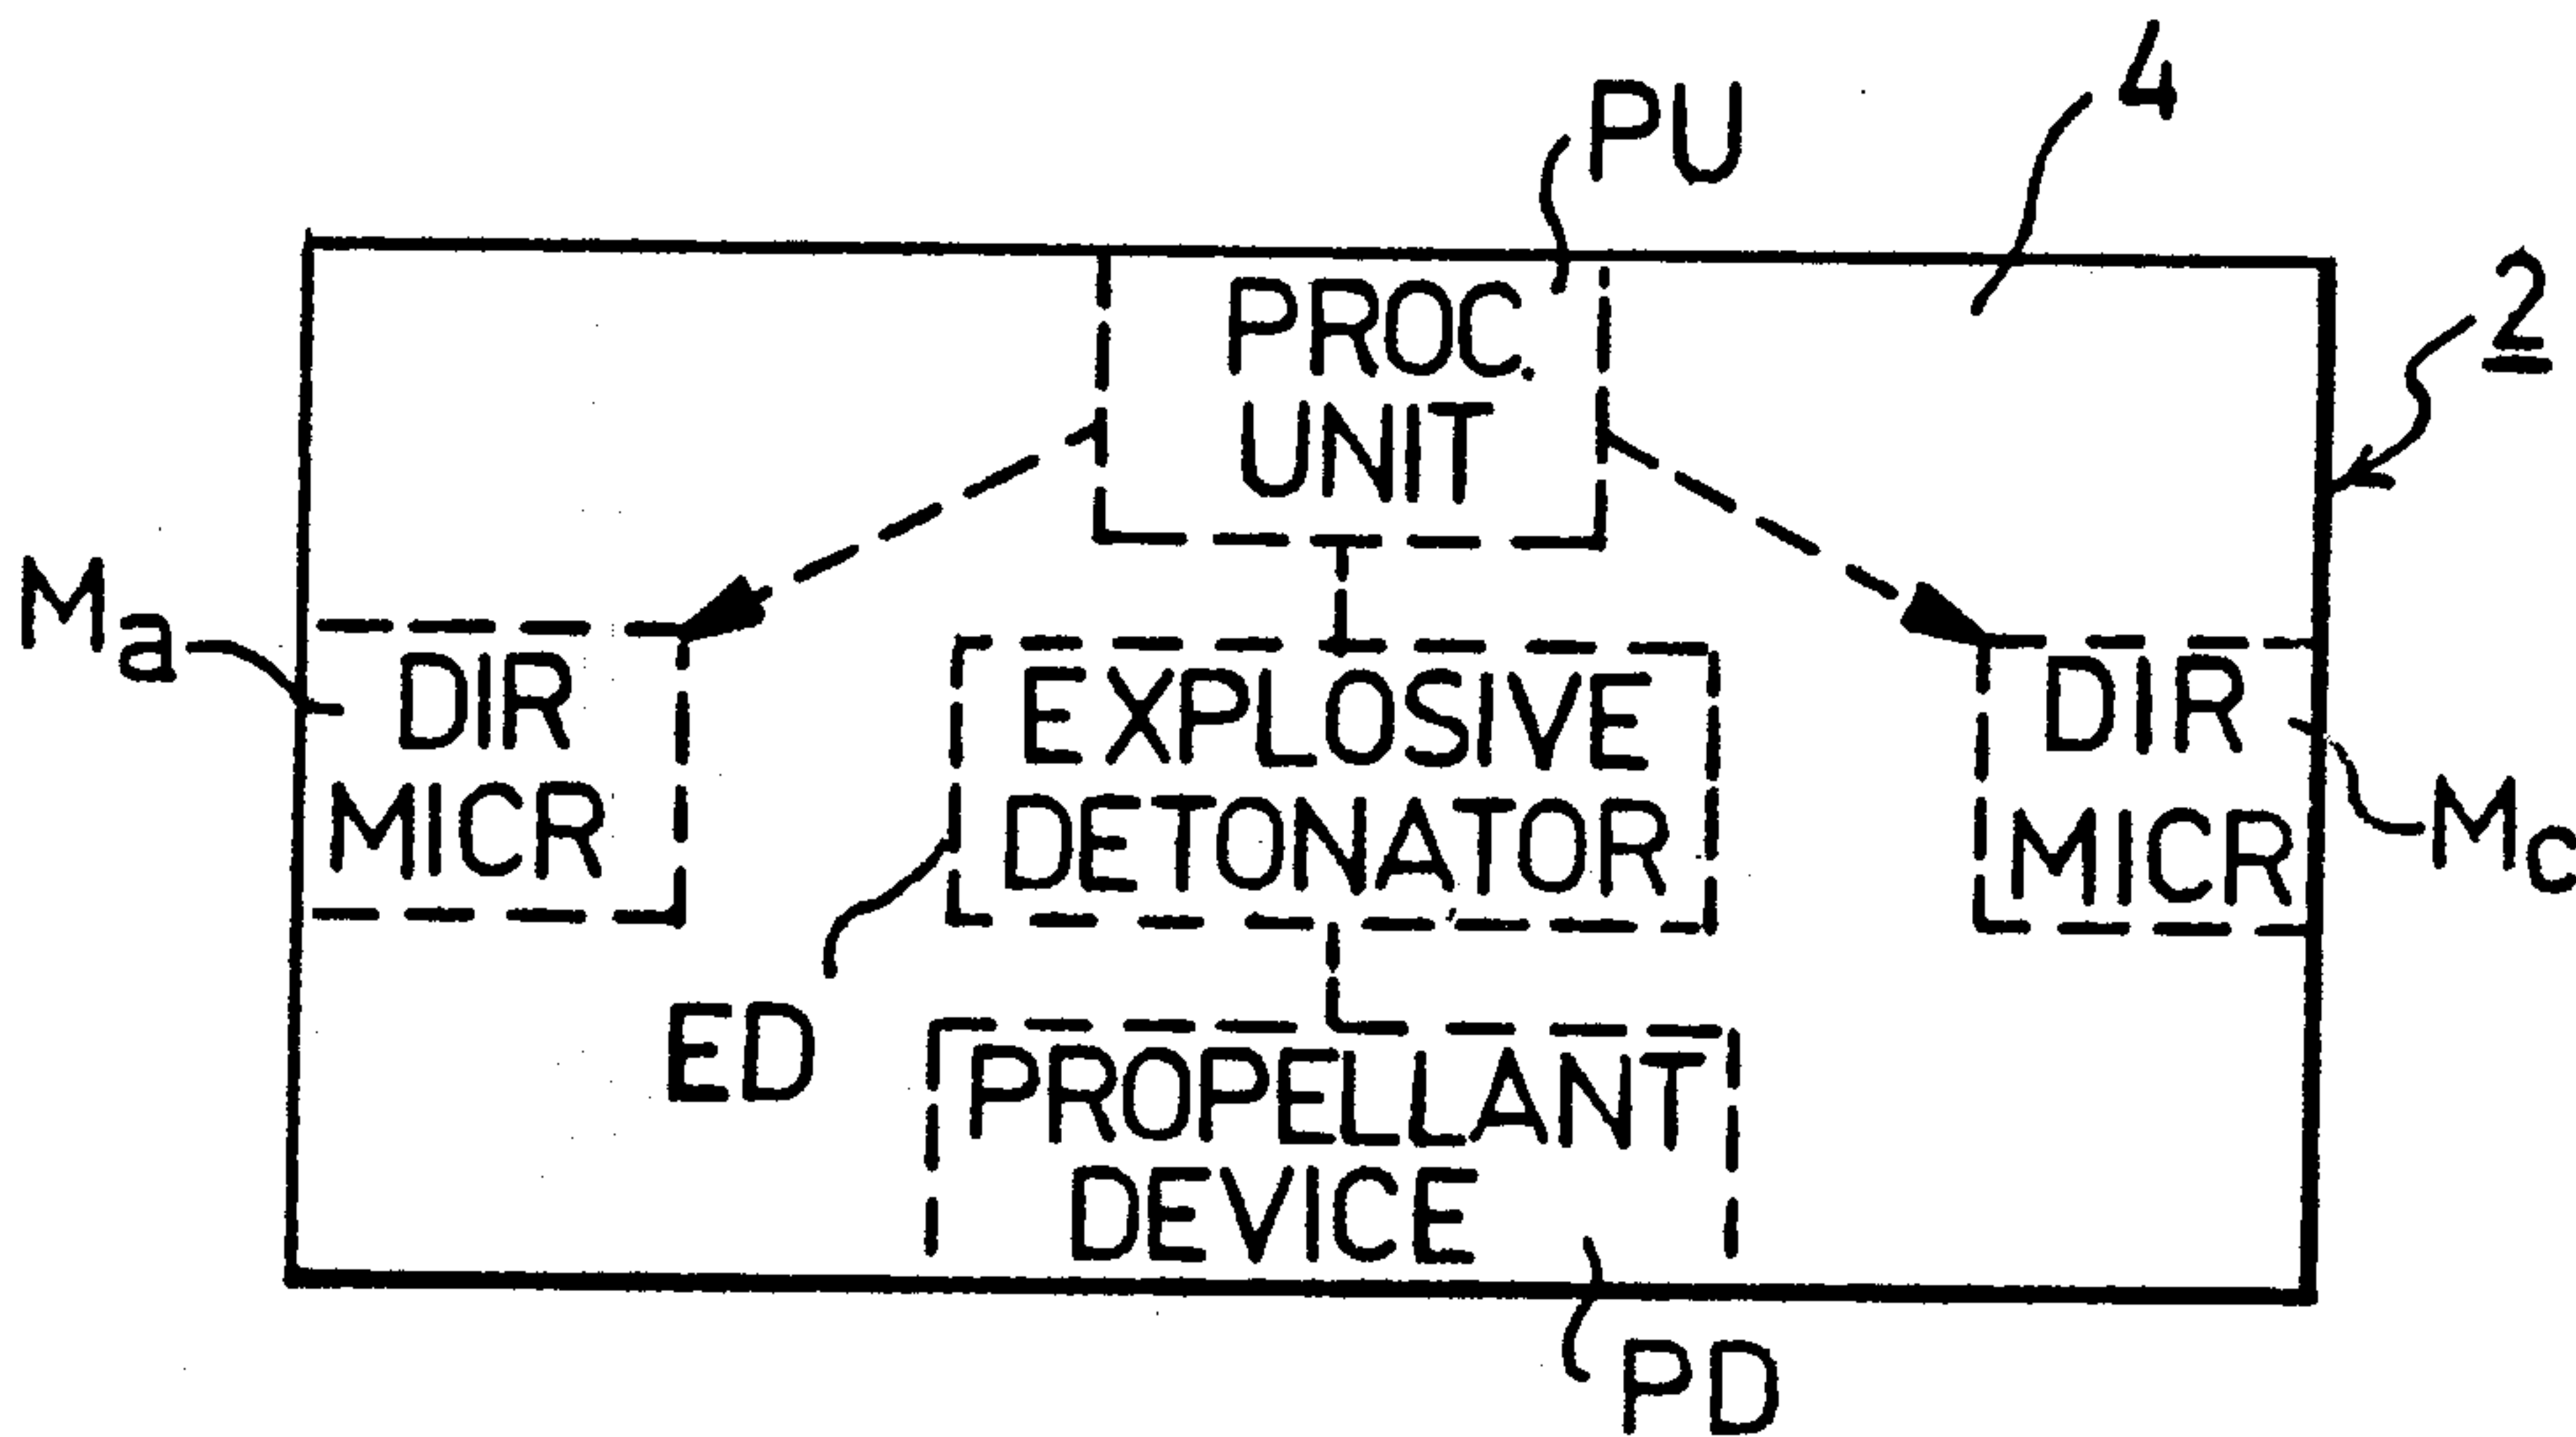 4
PU
PROC.
UNIT
2
Ma
DIR
MICR
EXPLOSIVE
DETONATOR
DIR
MICR
Mc
ED
PROPELLANT
DEVICE
PD